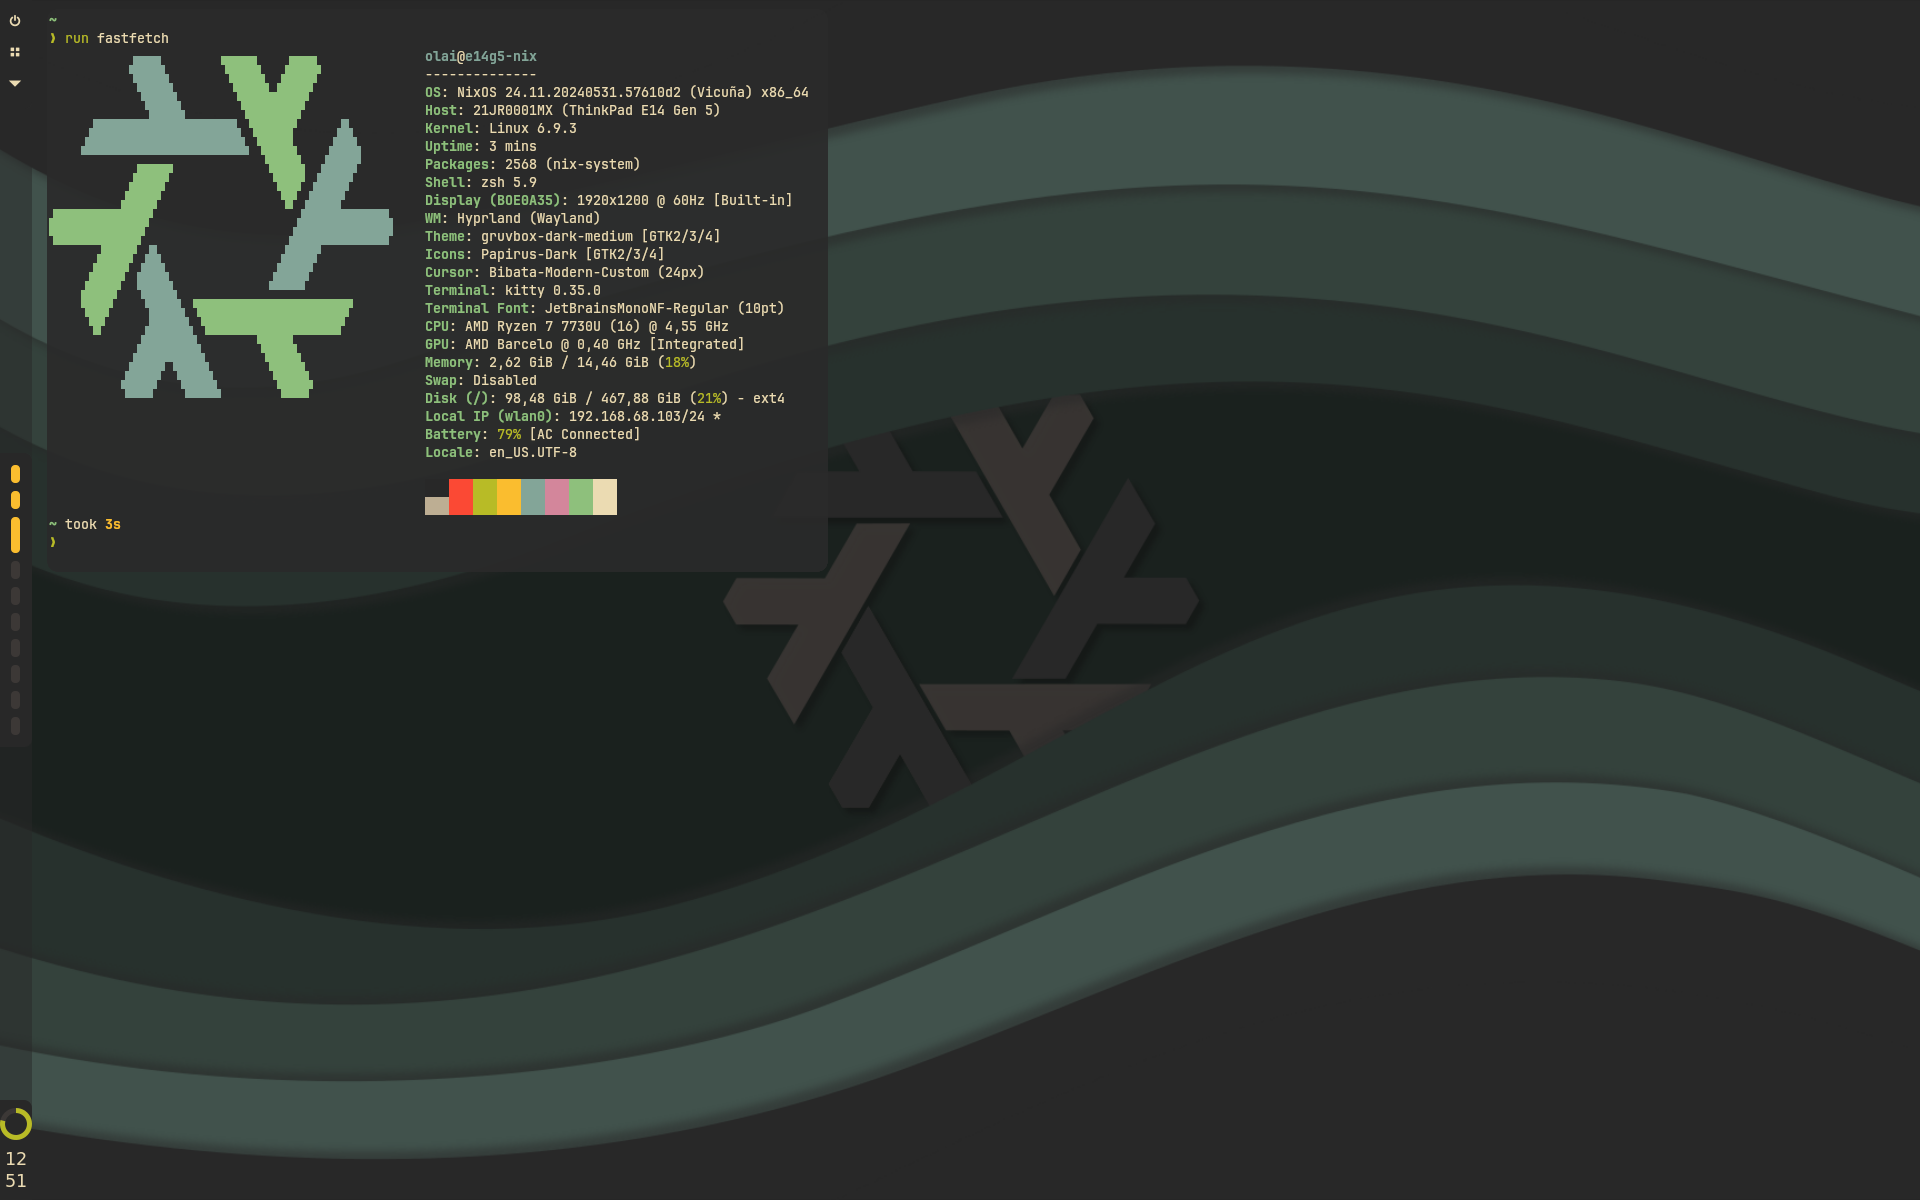 ~
❯ run fastfetch
olai@e14g5-nix
--------------
OS: NixOS 24.11.20240531.57610d2 (Vicuña) x86_64
Host: 21JR0001MX (ThinkPad E14 Gen 5)
Kernel: Linux 6.9.3
Uptime: 3 mins
Packages: 2568 (nix-system)
Shell: zsh 5.9
Display (BOE0A35): 1920x1200 @ 60Hz [Built-in]
WM: Hyprland (Wayland)
Theme: gruvbox-dark-medium [GTK2/3/4]
Icons: Papirus-Dark [GTK2/3/4]
Cursor: Bibata-Modern-Custom (24px)
Terminal: kitty 0.35.0
Terminal Font: JetBrainsMonoNF-Regular (10pt)
CPU: AMD Ryzen 7 7730U (16) @ 4,55 GHz
GPU: AMD Barcelo @ 0,40 GHz [Integrated]
Memory: 2,62 GiB / 14,46 GiB (18%)
Swap: Disabled
Disk (/): 98,48 GiB / 467,88 GiB (21%) - ext4
Local IP (wlan0): 192.168.68.103/24 *
Battery: 79% [AC Connected]
Locale: en_US.UTF-8
~ took 3s
❯
12
51